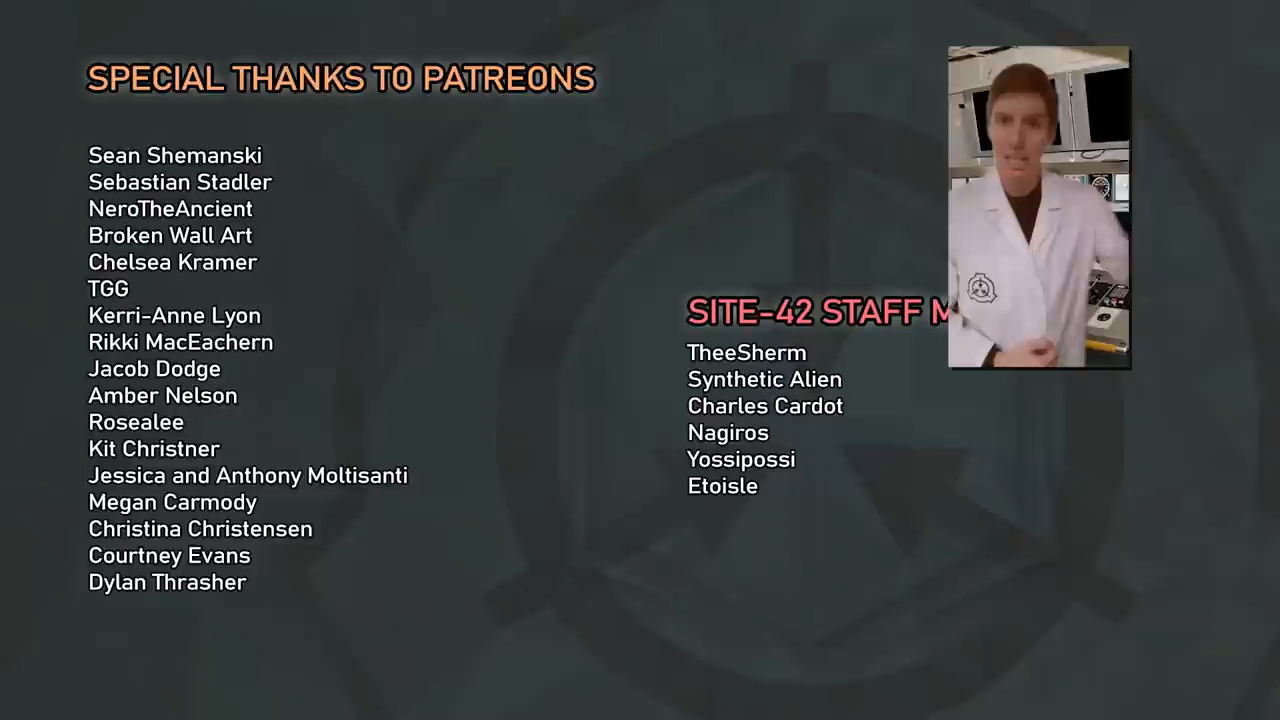 SPECIAL THANKS TO PATREONS
Sean Shemanski
Sebastian Stadler
NeroTheAncient
Broken Wall Art
Chelsea Kramer
TGG
Kerri-Anne Lyon
Rikki MacEachern
Jacob Dodge
Amber Nelson
Rosealee
Kit Christner
Jessica and Anthony Moltisanti
Megan Carmody
Christina Christensen
Courtney Evans
Dylan Thrasher
SITE-42 STAFF M
TheeSherm
Synthetic Alien
Charles Cardot
Nagiros
Yossipossi
Etoisle